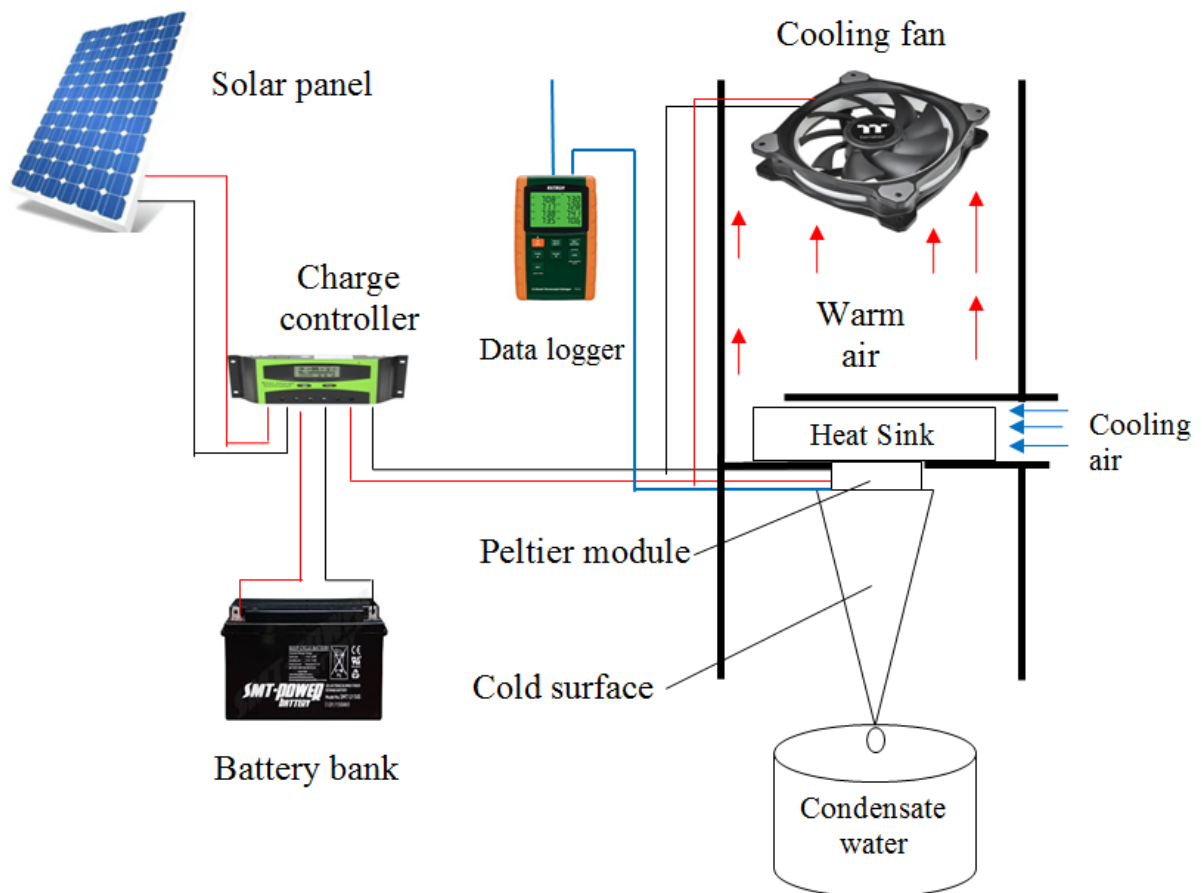 Cooling fan
Solar panel
Charge
controller
Data logger
Warm
air
Heat Sink
Cooling
air
Peltier module
Cold surface
SMT-POWER
BATTERY
Battery bank
Condensate
water